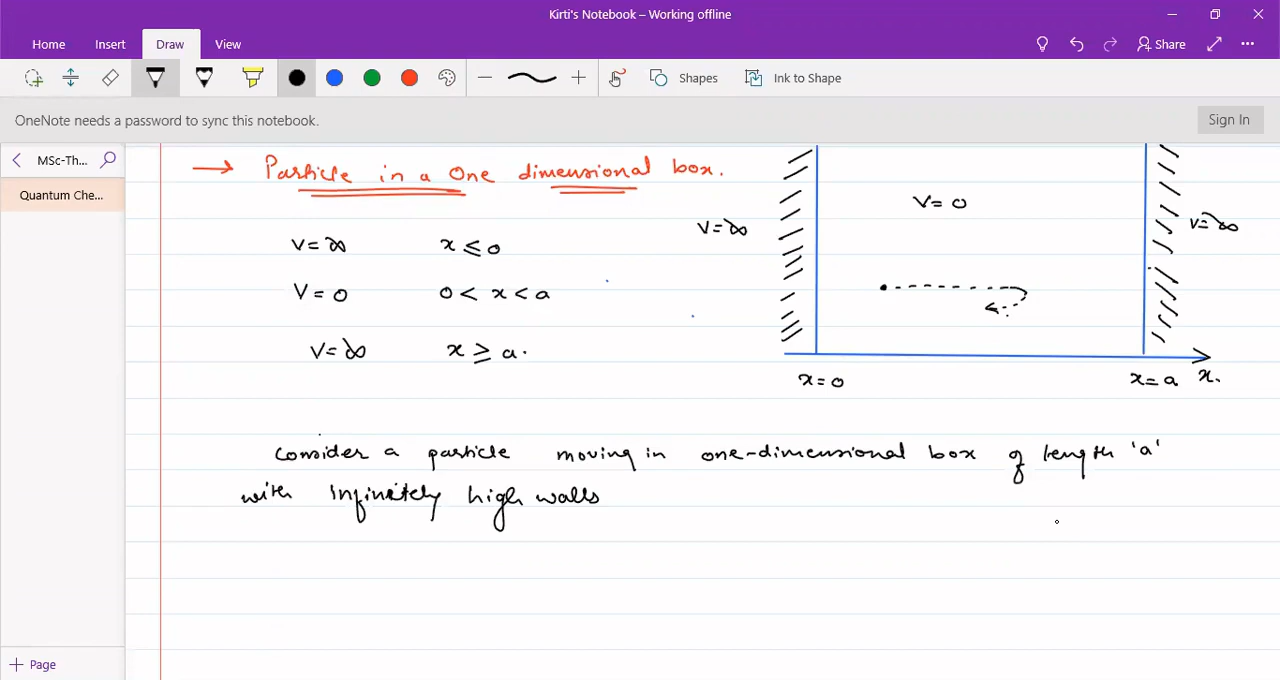 Kirti's Notebook – Working offline
Home Insert Draw View Share
Shapes Ink to Shape
OneNote needs a password to sync this notebook. Sign In
MSc-Th...
Quantum Che...
→ Particle in a One dimensional box.
V=∞ x ≤ 0
V=0 0 < x < a
V=∞ x ≥ a.
V=∞ V=0 V=∞
x=0 x=a x.
Consider a particle moving in one-dimensional box of length 'a'
with infinitely high walls
+ Page